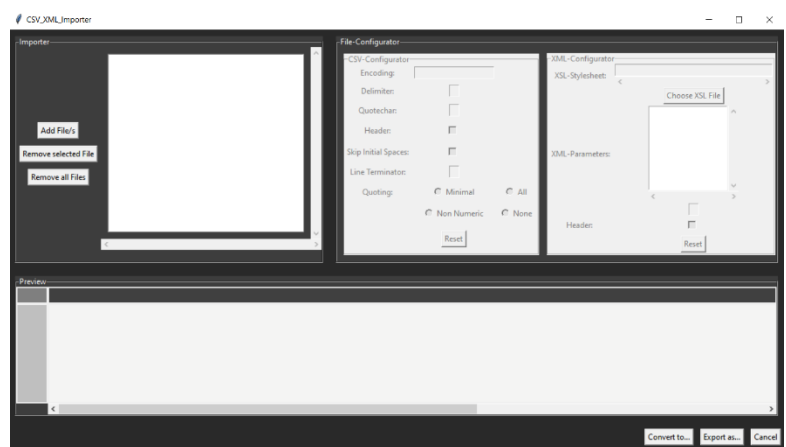 CSV_XML_Importer
Importer
Add File/s
Remove selected File
Remove all Files
File-Configurator
CSV-Configurator
Encoding:
Delimiter:
Quotechar:
Header:
Skip Initial Spaces:
Line Terminator:
Quoting:
Minimal
All
Non Numeric
None
Reset
XML-Configurator
XSL-Stylesheet:
Choose XSL File
XML-Parameters:
Header:
Reset
Preview
Convert to...
Export as...
Cancel